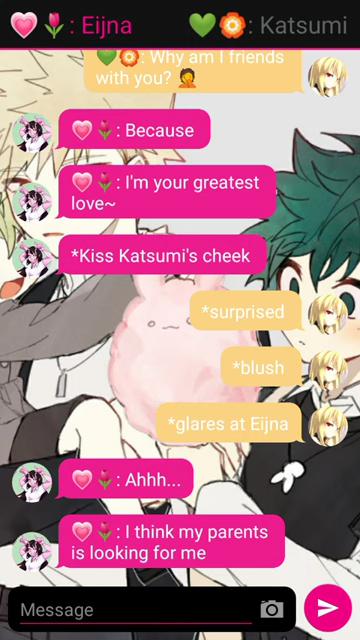 🩷🌷: Eijna
💚🏵️: Katsumi
💚🏵️: Why am I friends
with you? 🤦
🩷🌷: Because
🩷🌷: I'm your greatest
love~
*Kiss Katsumi's cheek
*surprised
*blush
*glares at Eijna
🩷🌷: Ahhh...
🩷🌷: I think my parents
is looking for me
Message